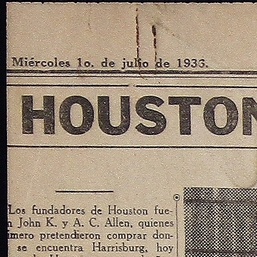 Miércoles 1o. de julio de 1936.
HOUSTON
Los fundadores de Houston fue-
n John K. y A. C. Allen, quienes
imero pretendieron comprar don-
se encuentra Harrisburg, hoy